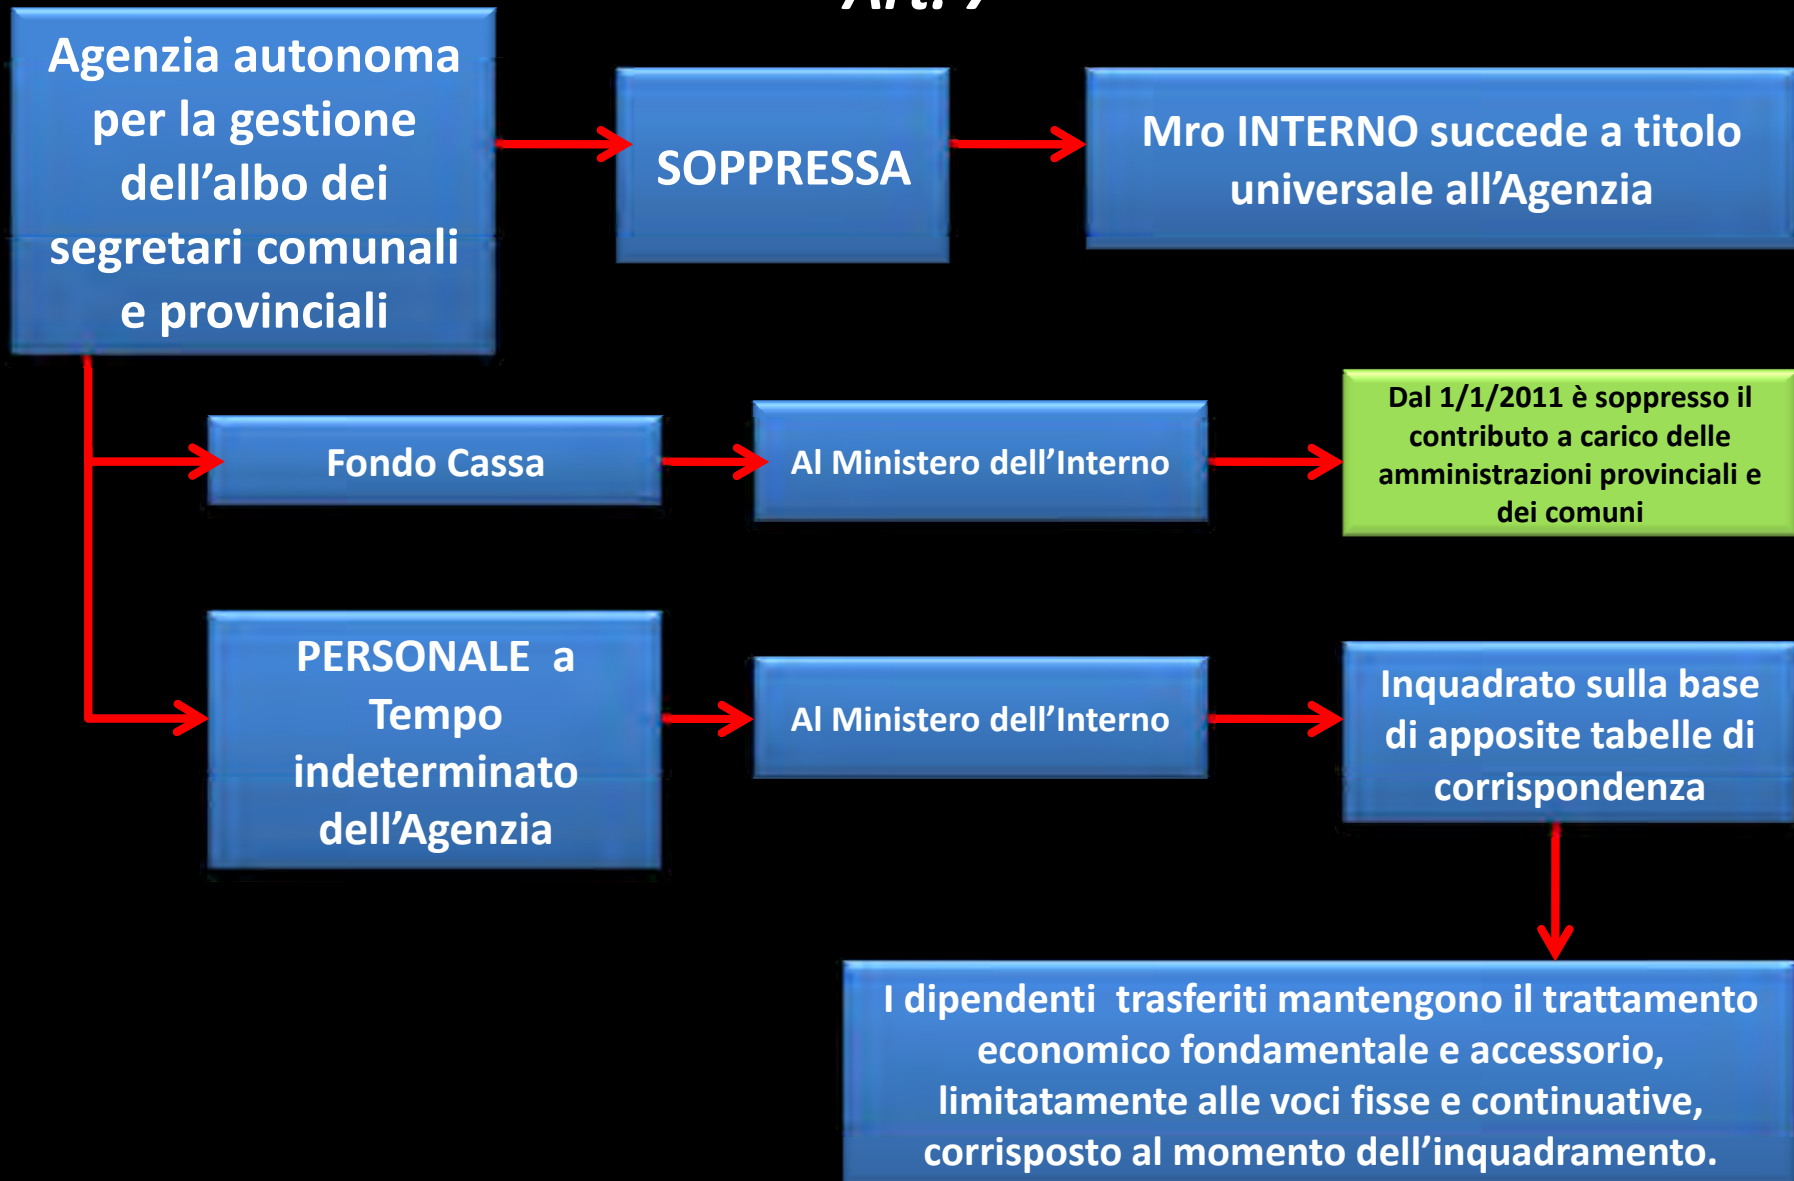 Agenzia autonoma
per la gestione
dell’albo dei
segretari comunali
e provinciali
SOPPRESSA
Mro INTERNO succede a titolo
universale all’Agenzia
Fondo Cassa
Al Ministero dell’Interno
Dal 1/1/2011 è soppresso il
contributo a carico delle
amministrazioni provinciali e
dei comuni
PERSONALE  a
Tempo
indeterminato
dell’Agenzia
Al Ministero dell’Interno
Inquadrato sulla base
di apposite tabelle di
corrispondenza
I dipendenti  trasferiti mantengono il trattamento
economico fondamentale e accessorio,
limitatamente alle voci fisse e continuative,
corrisposto al momento dell’inquadramento.